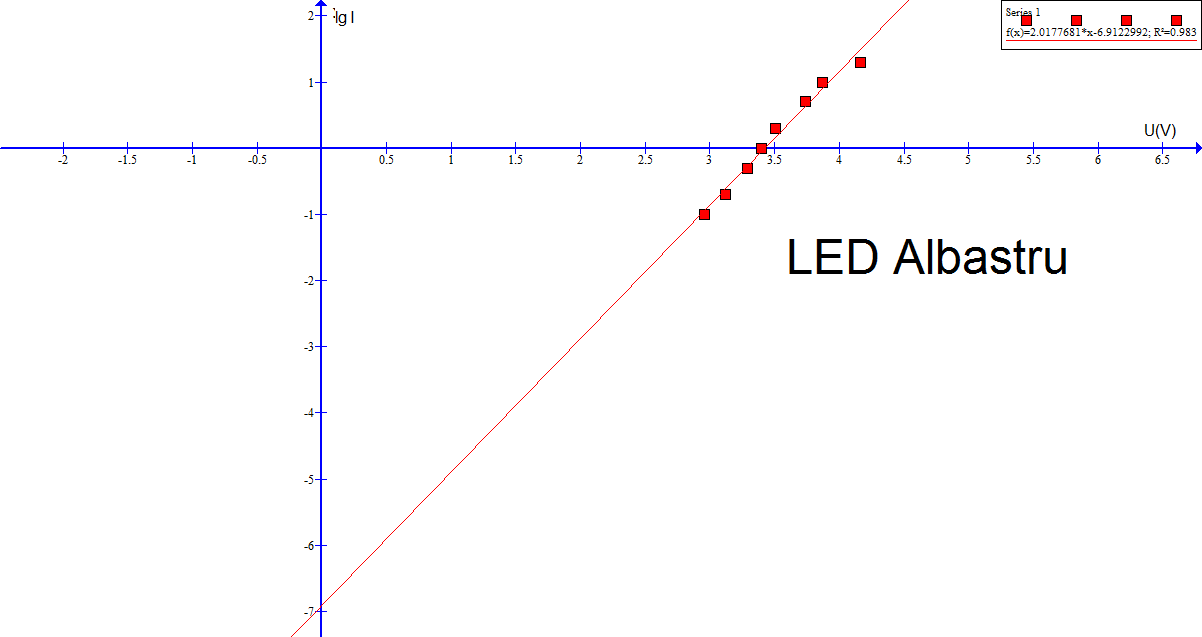 2
lg I
Series 1
f(x)=2.0177681*x-6.9122992; R²=0.983
1
U(V)
-2 -1.5 -1 -0.5 0.5 1 1.5 2 2.5 3 3.5 4 4.5 5 5.5 6 6.5
-1
LED Albastru
-2
-3
-4
-5
-6
-7